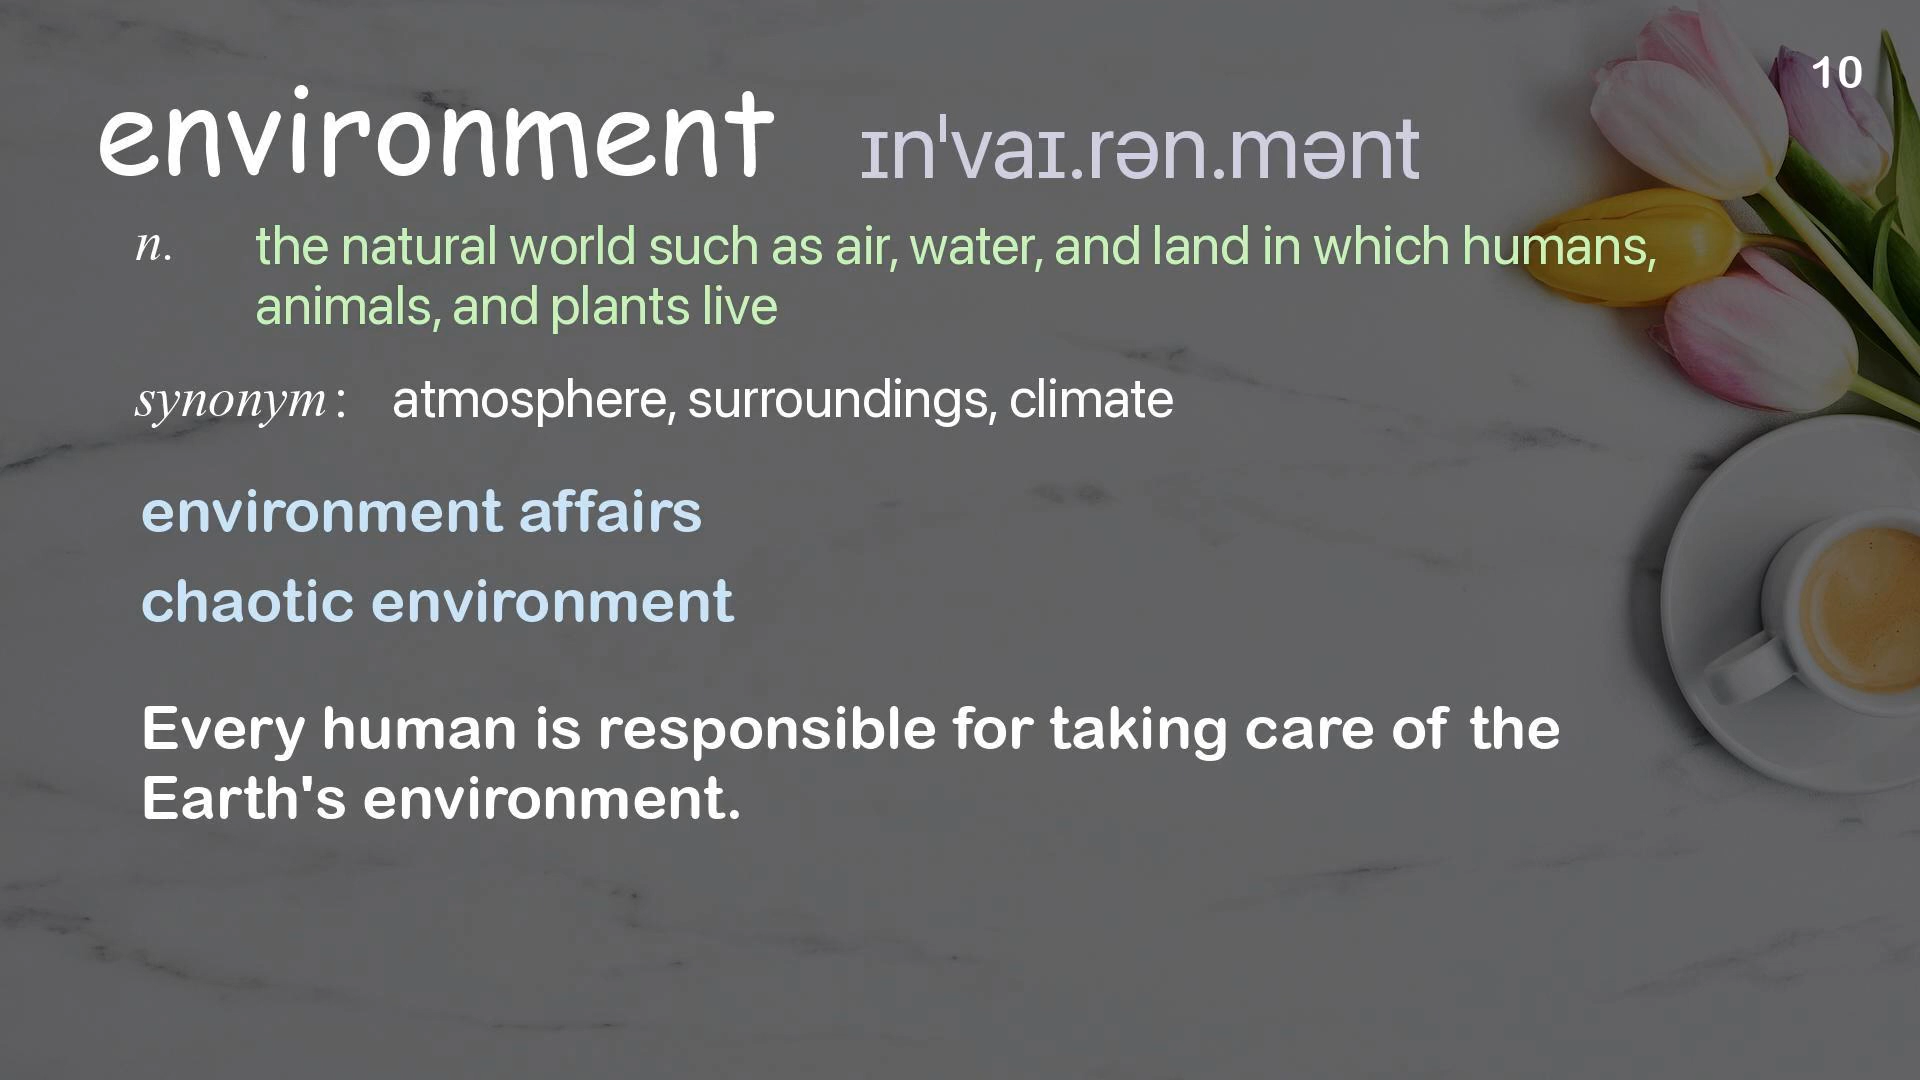 10
environment ɪnˈvaɪ.rən.mənt
n. the natural world such as air, water, and land in which humans,
animals, and plants live
synonym : atmosphere, surroundings, climate
environment affairs
chaotic environment
Every human is responsible for taking care of the
Earth's environment.